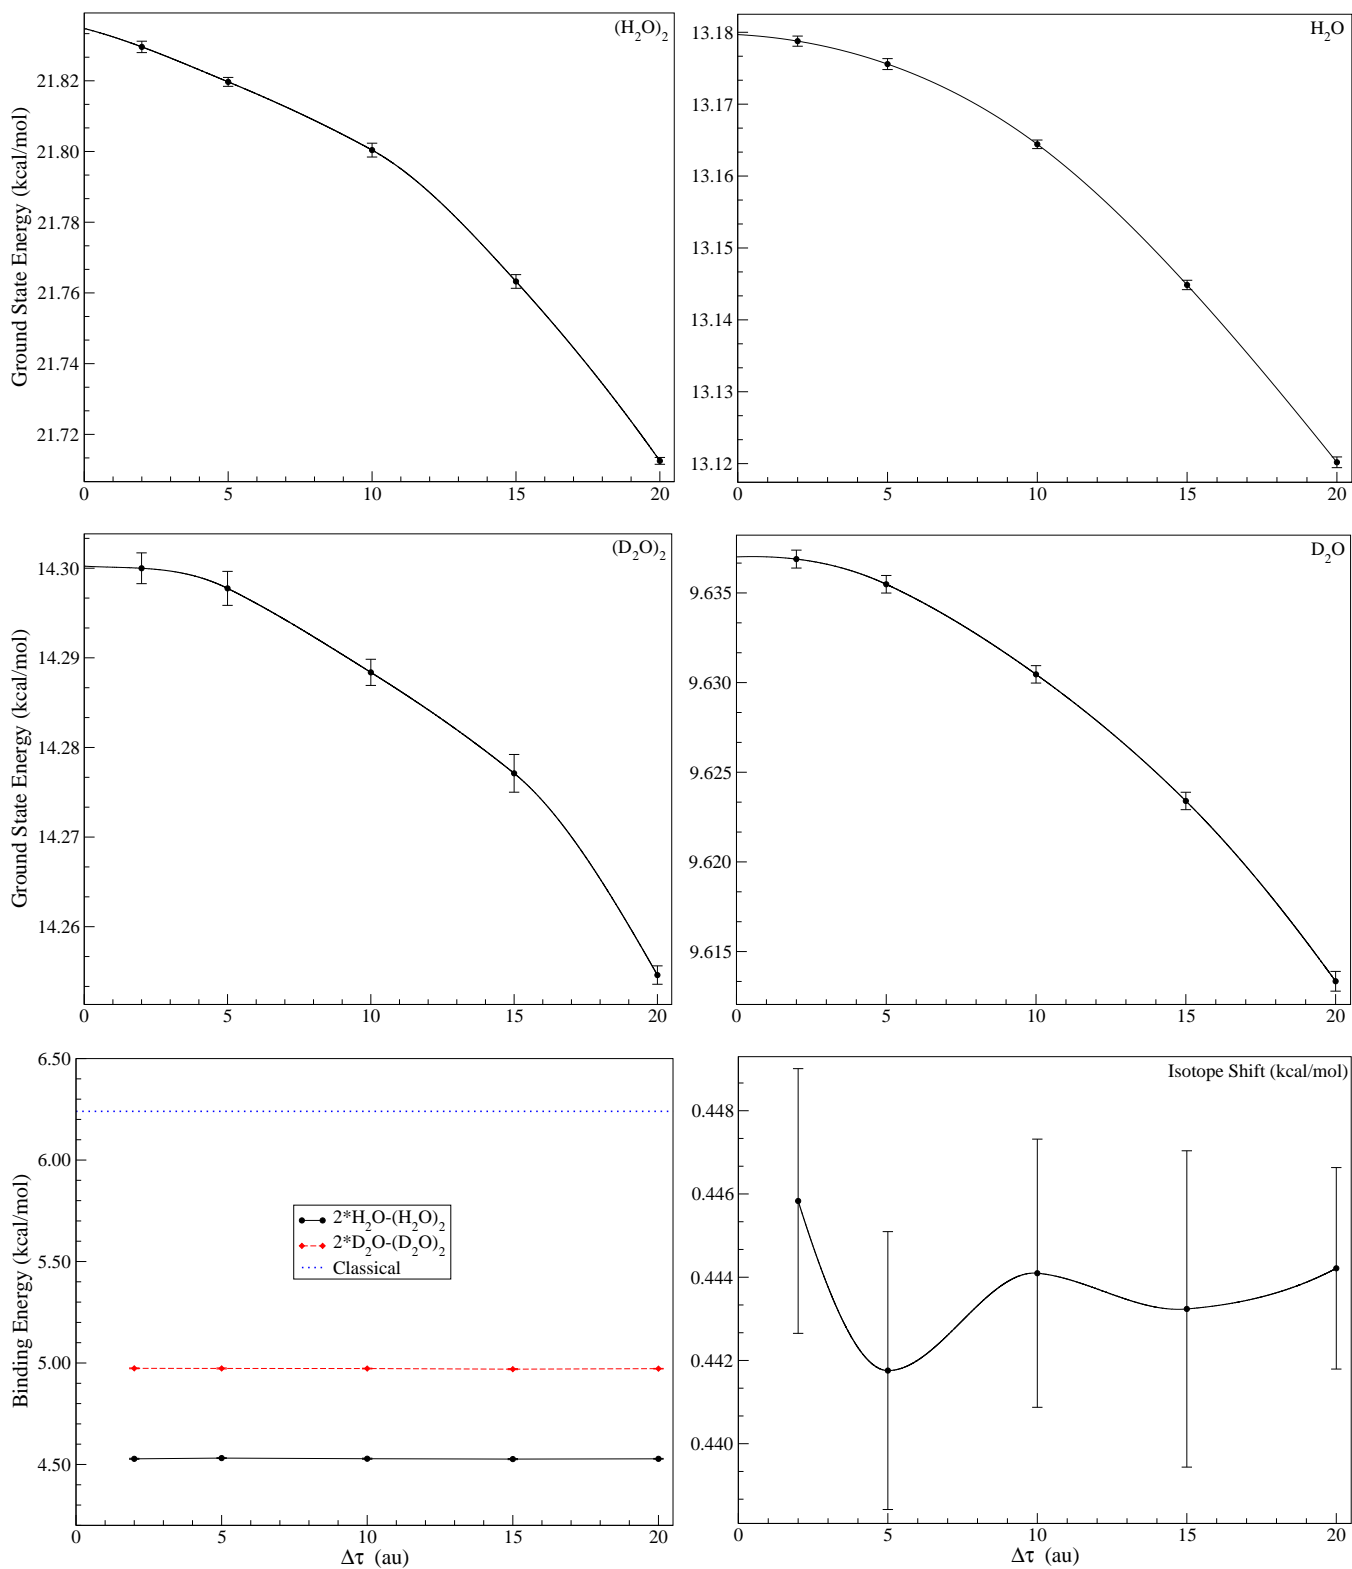 (H2O)2
Ground State Energy (kcal/mol)
21.82
21.80
21.78
21.76
21.74
21.72
0 5 10 15 20
H2O
13.18
13.17
13.16
13.15
13.14
13.13
13.12
0 5 10 15 20
(D2O)2
Ground State Energy (kcal/mol)
14.30
14.29
14.28
14.27
14.26
0 5 10 15 20
D2O
9.635
9.630
9.625
9.620
9.615
0 5 10 15 20
Binding Energy (kcal/mol)
6.50
6.00
5.50
5.00
4.50
2*H2O-(H2O)2
2*D2O-(D2O)2
Classical
0 5 10 15 20
Δτ (au)
Isotope Shift (kcal/mol)
0.448
0.446
0.444
0.442
0.440
0 5 10 15 20
Δτ (au)